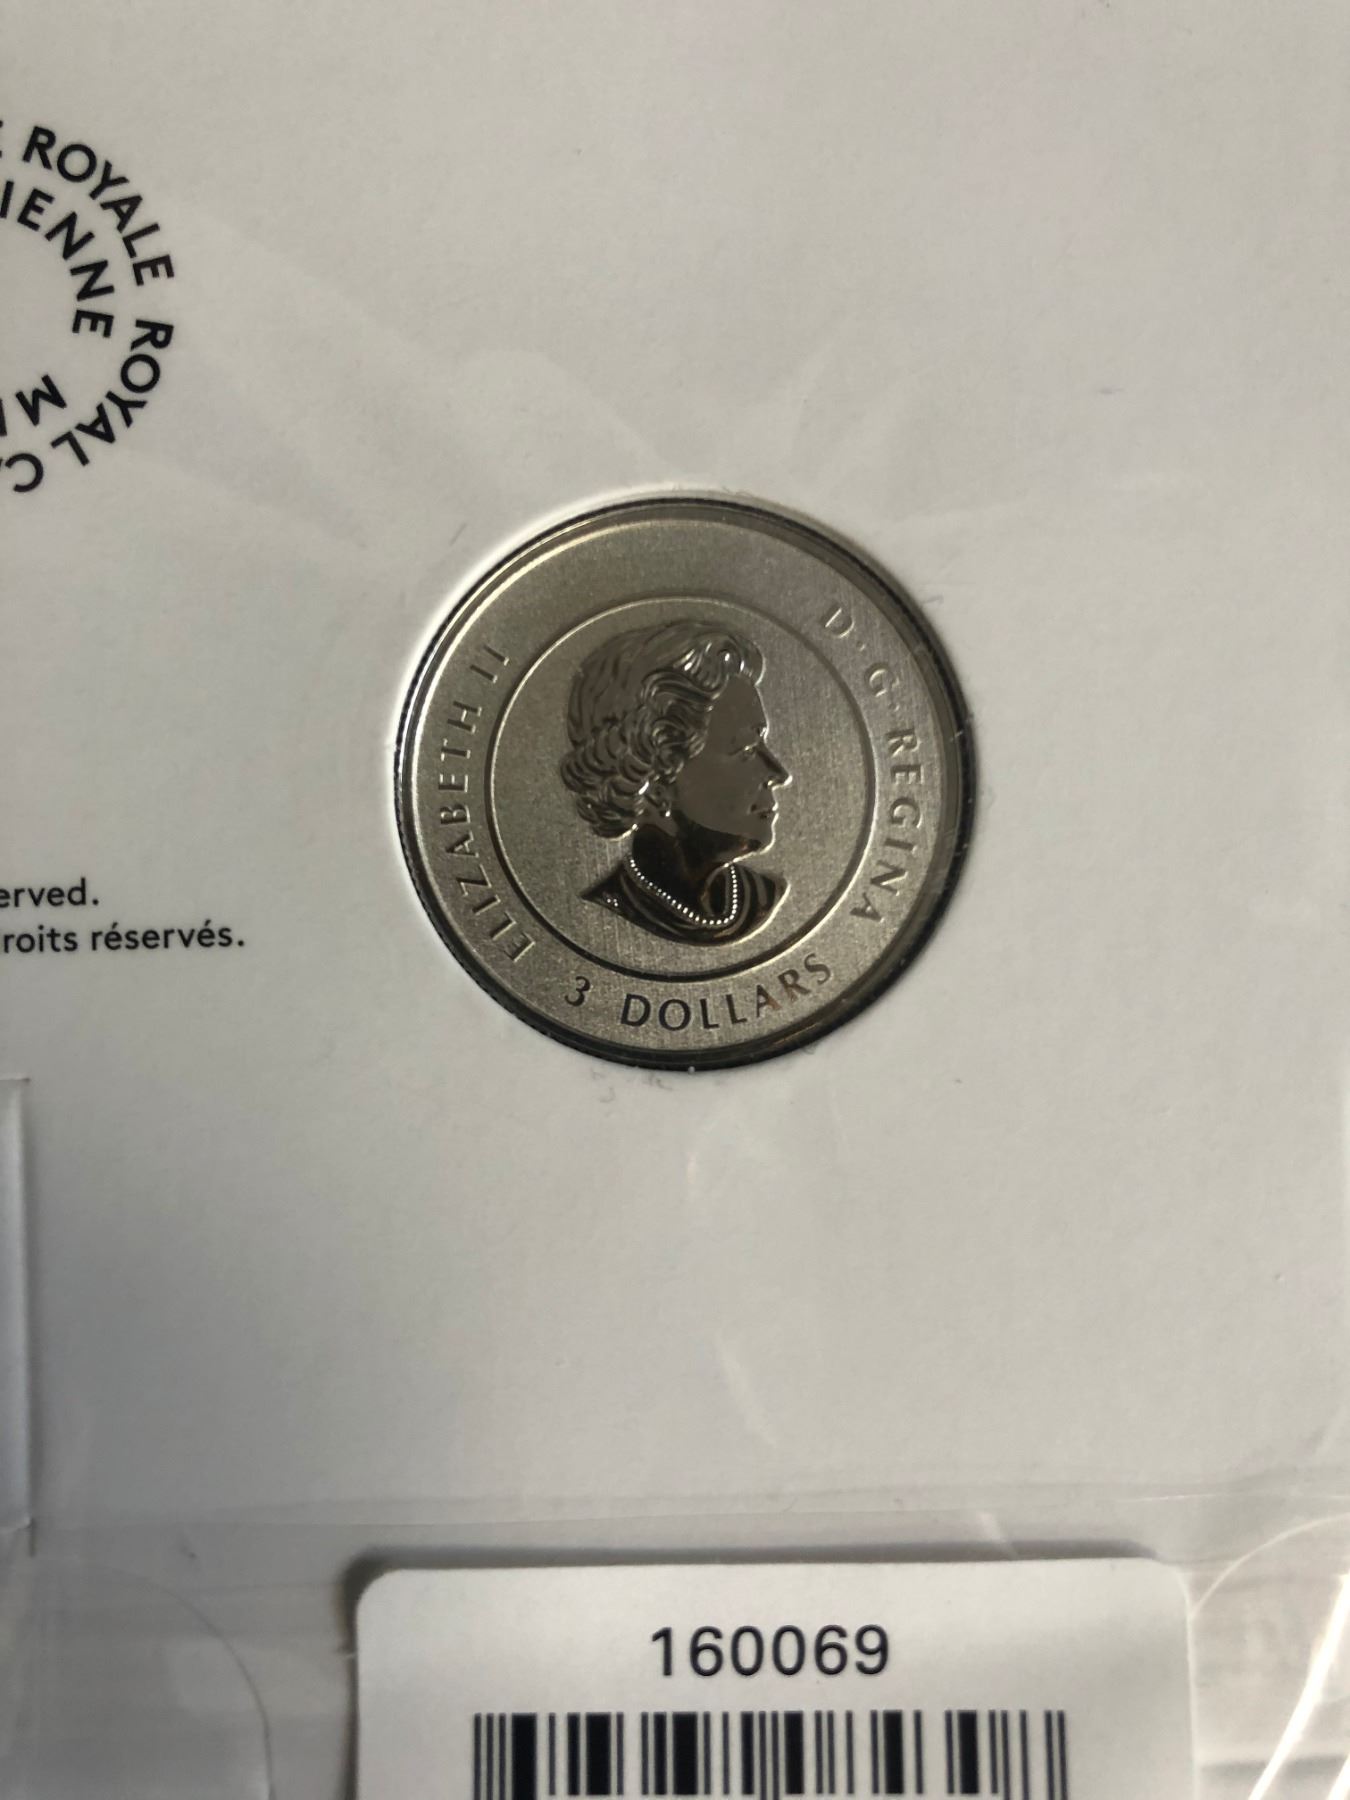 ROYALE ROYAL C
IENNE M
erved.
roits réservés.
ELIZABETH II D·G·REGINA
3 DOLLARS
160069